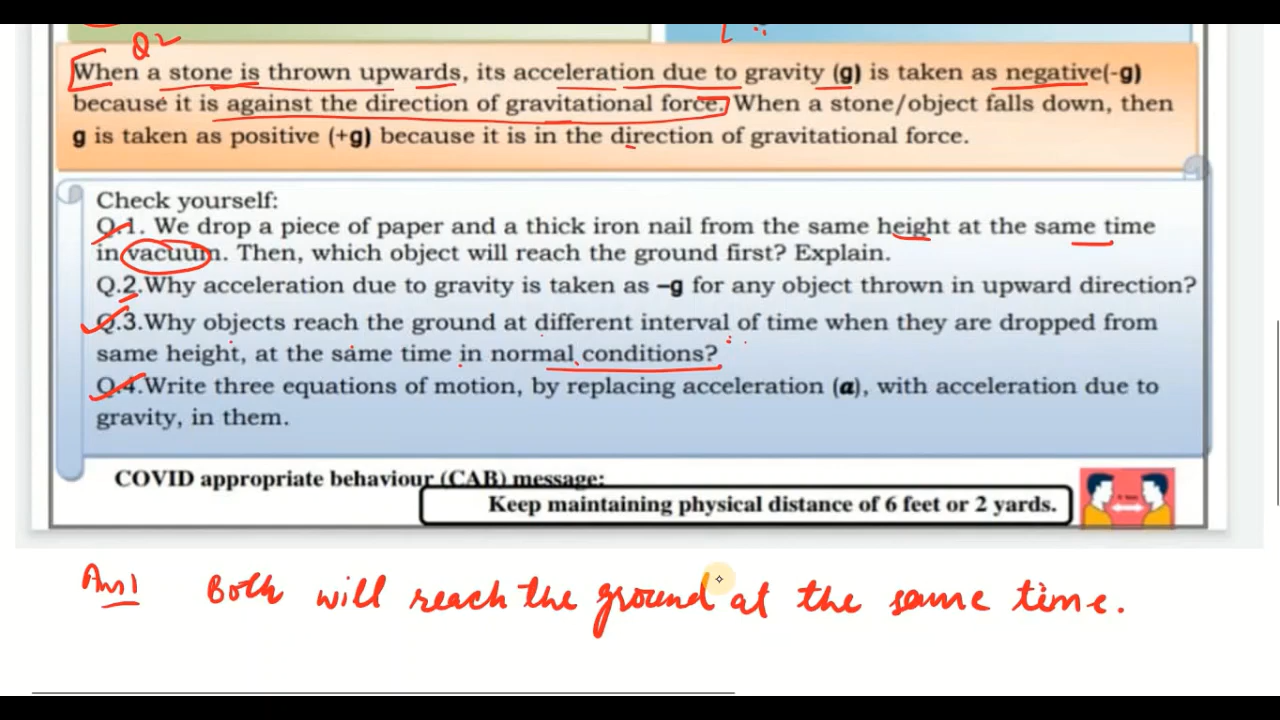 Q2
When a stone is thrown upwards, its acceleration due to gravity (g) is taken as negative(-g)
because it is against the direction of gravitational force. When a stone/object falls down, then
g is taken as positive (+g) because it is in the direction of gravitational force.
Check yourself:
Q.1. We drop a piece of paper and a thick iron nail from the same height at the same time
in vacuum. Then, which object will reach the ground first? Explain.
Q.2.Why acceleration due to gravity is taken as –g for any object thrown in upward direction?
Q.3.Why objects reach the ground at different interval of time when they are dropped from
same height, at the same time in normal conditions?
Q.4.Write three equations of motion, by replacing acceleration (a), with acceleration due to
gravity, in them.
COVID appropriate behaviour (CAB) message:
Keep maintaining physical distance of 6 feet or 2 yards.
Ans1 Both will reach the ground at the same time.